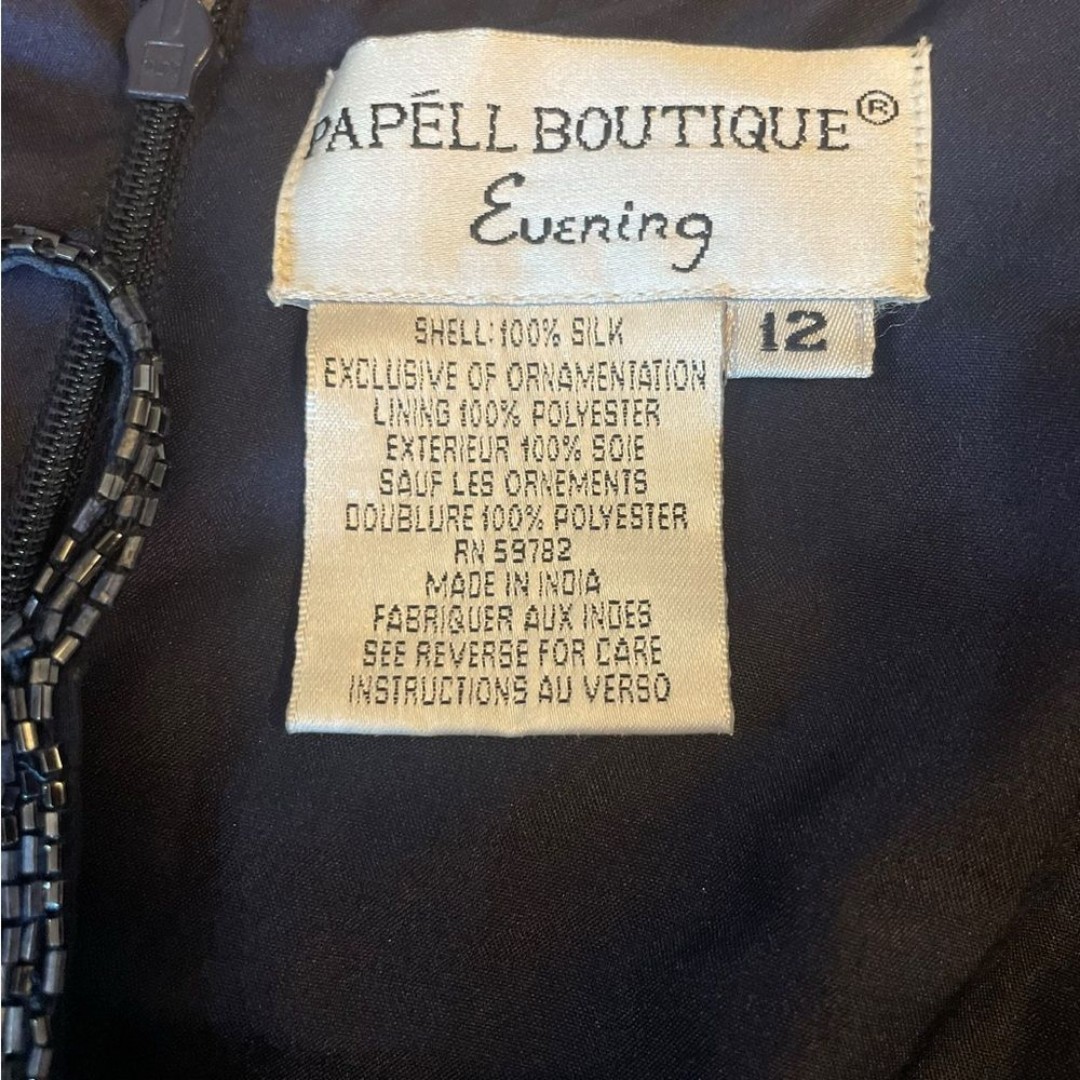 PAPÉLL BOUTIQUE®
Evening
12
SHELL: 100% SILK
EXCLUSIVE OF ORNAMENTATION
LINING 100% POLYESTER
EXTERIEUR 100% SOIE
SAUF LES ORNEMENTS
DOUBLURE 100% POLYESTER
RN 59782
MADE IN INDIA
FABRIQUER AUX INDES
SEE REVERSE FOR CARE
INSTRUCTIONS AU VERSO